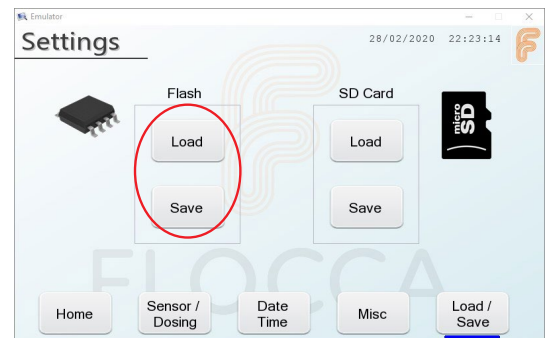 Emulator
Settings
28/02/2020 22:23:14
Flash
SD Card
Load
Load
micro
SD
Save
Save
FLOCCA
Home
Sensor /
Dosing
Date
Time
Misc
Load /
Save